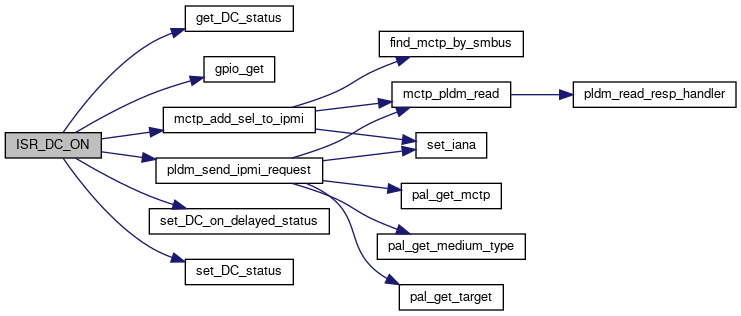 ISR_DC_ON
get_DC_status
gpio_get
mctp_add_sel_to_ipmi
pldm_send_ipmi_request
set_DC_on_delayed_status
set_DC_status
find_mctp_by_smbus
mctp_pldm_read
set_iana
pal_get_mctp
pal_get_medium_type
pal_get_target
pldm_read_resp_handler